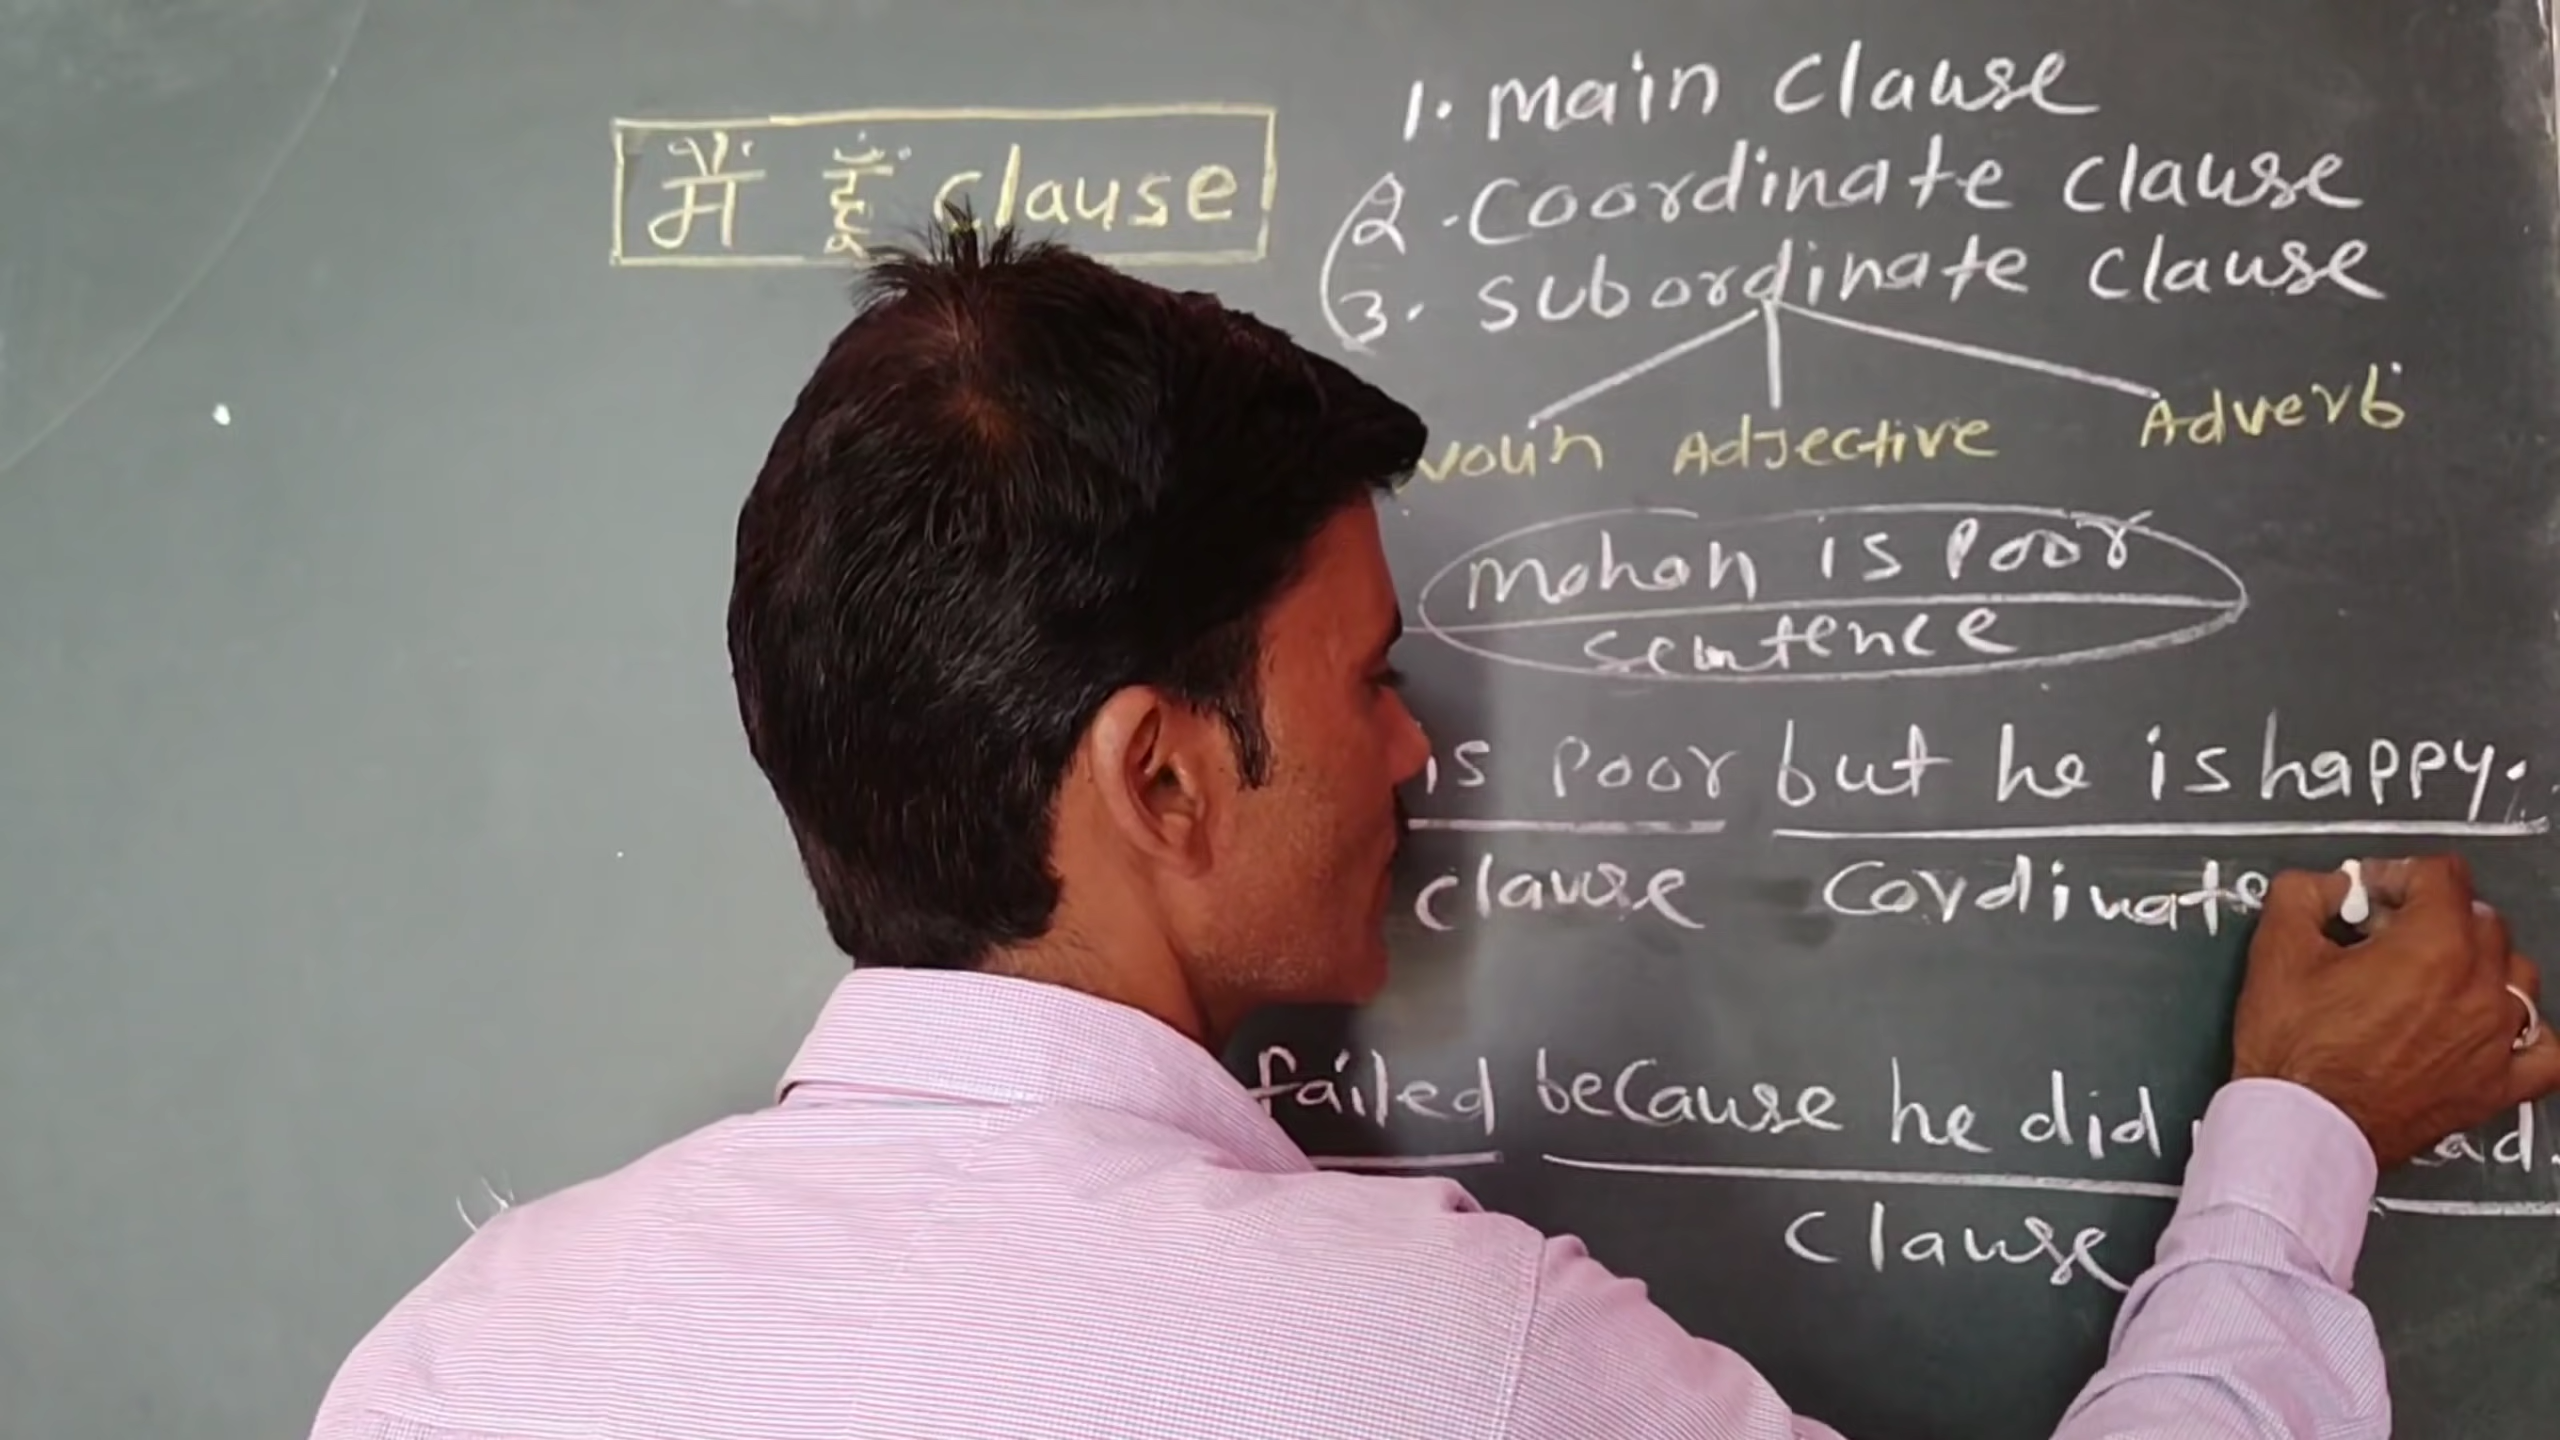 मैं हूँ clause
1. Main Clause
2. Coordinate Clause
3. Subordinate Clause
Noun Adjective Adverb
Mohan is Poor
sentence
is Poor but he is happy.
clause Cordinate
failed because he did
Clause